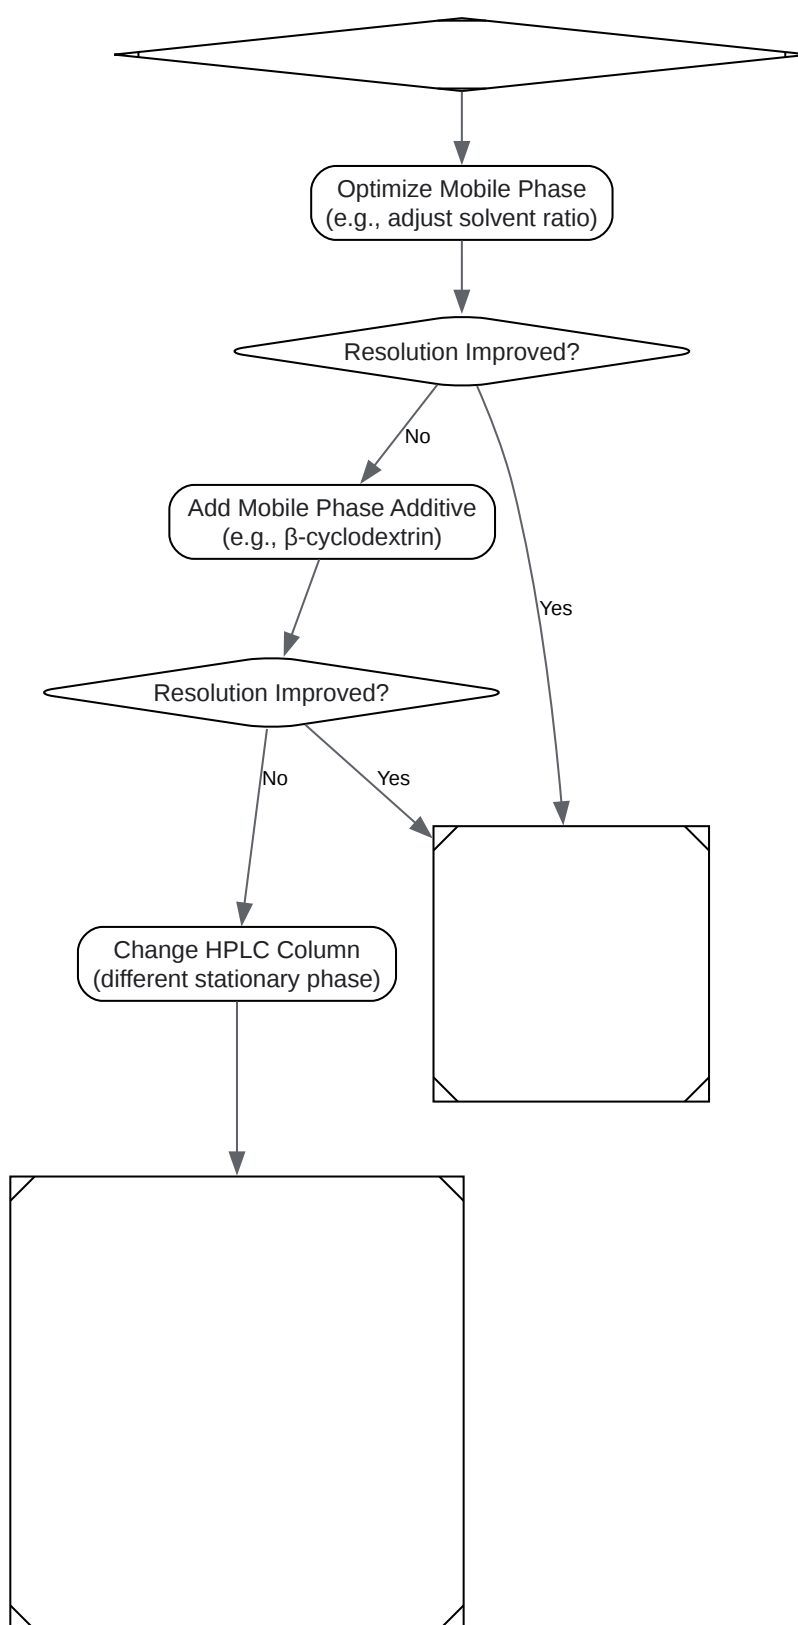 Optimize Mobile Phase
(e.g., adjust solvent ratio)
Resolution Improved?
No
Add Mobile Phase Additive
(e.g., β-cyclodextrin)
Yes
Resolution Improved?
No
Yes
Change HPLC Column
(different stationary phase)